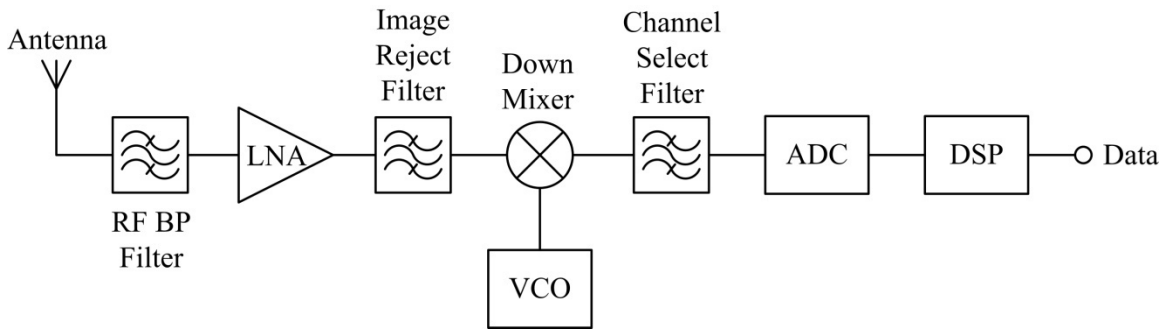 Antenna
RF BP
Filter
LNA
Image
Reject
Filter
Down
Mixer
VCO
Channel
Select
Filter
ADC
DSP
Data